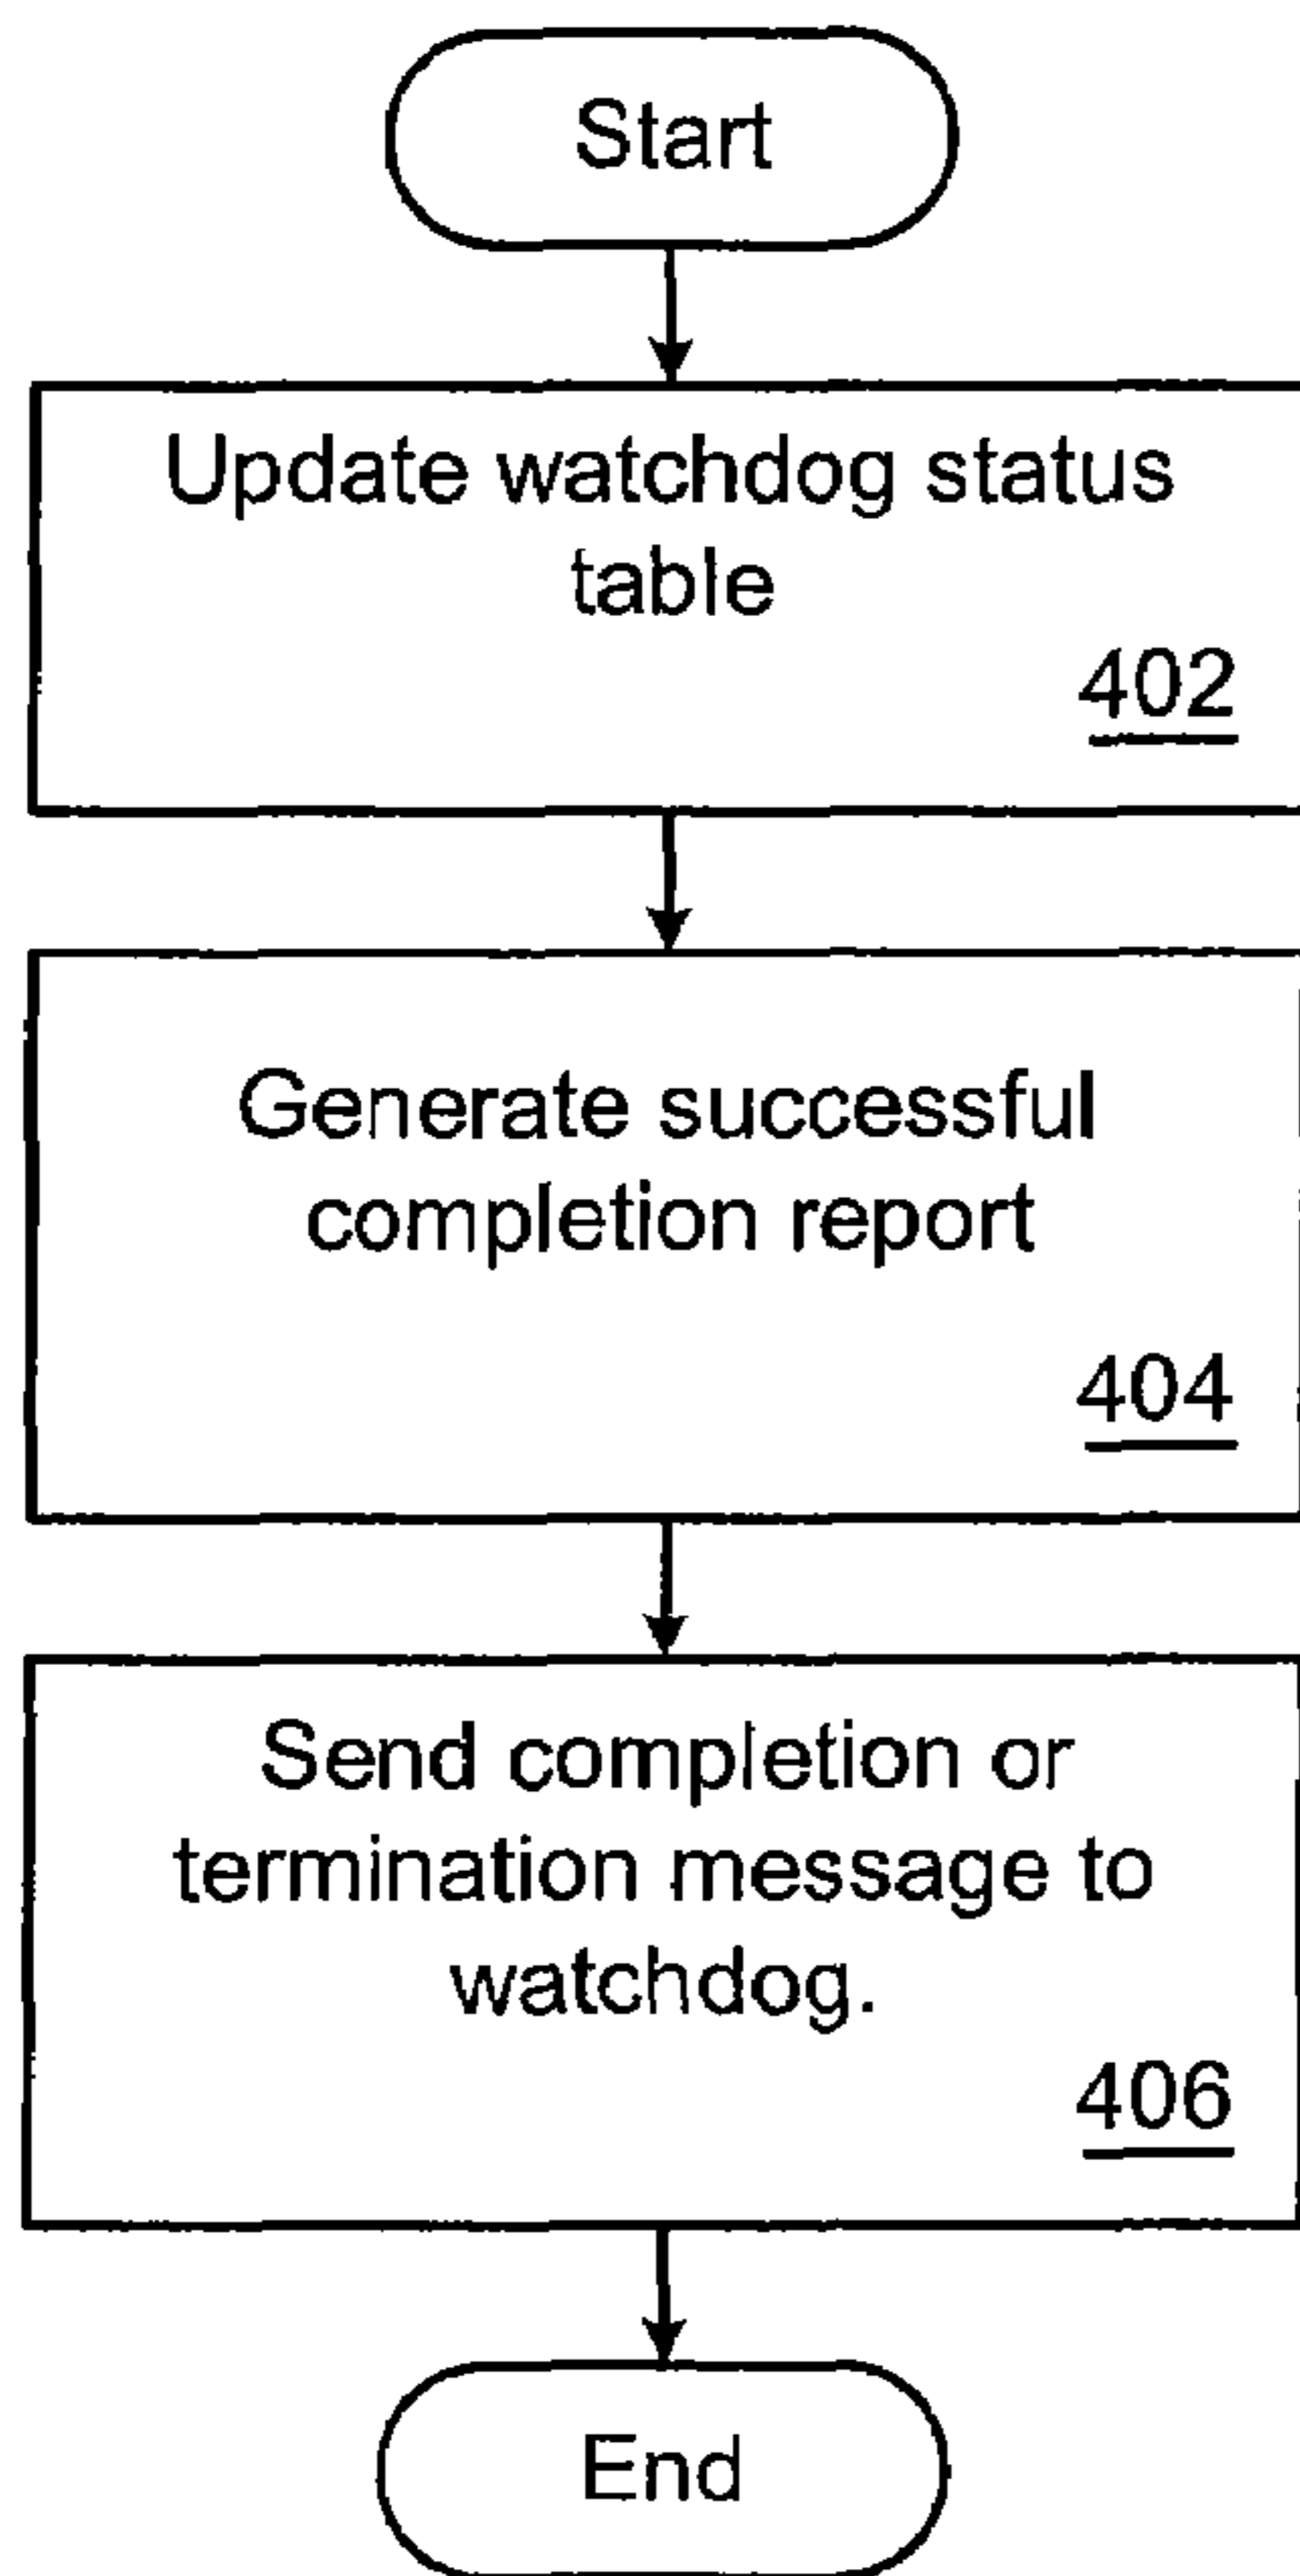 Start
Update watchdog status
table
402
Generate successful
completion report
404
Send completion or
termination message to
watchdog.
406
End